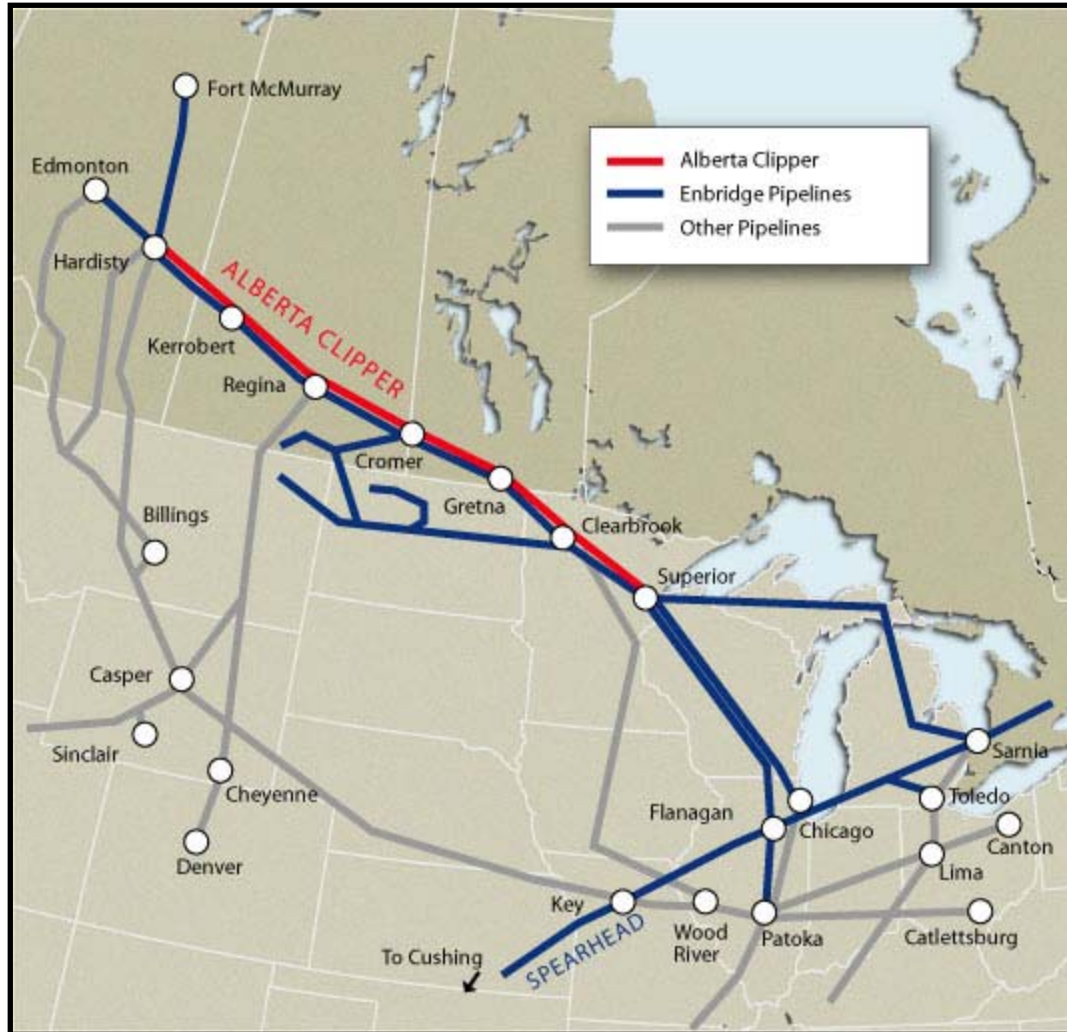 Fort McMurray
Edmonton
Alberta Clipper
Enbridge Pipelines
Other Pipelines
Hardisty
ALBERTA CLIPPER
Kerrobert
Regina
Cromer
Gretna
Billings
Clearbrook
Superior
Casper
Sinclair
Sarnia
Cheyenne
Toledo
Flanagan
Chicago
Canton
Denver
Lima
Key
Wood
River
Patoka
Catlettsburg
SPEARHEAD
To Cushing